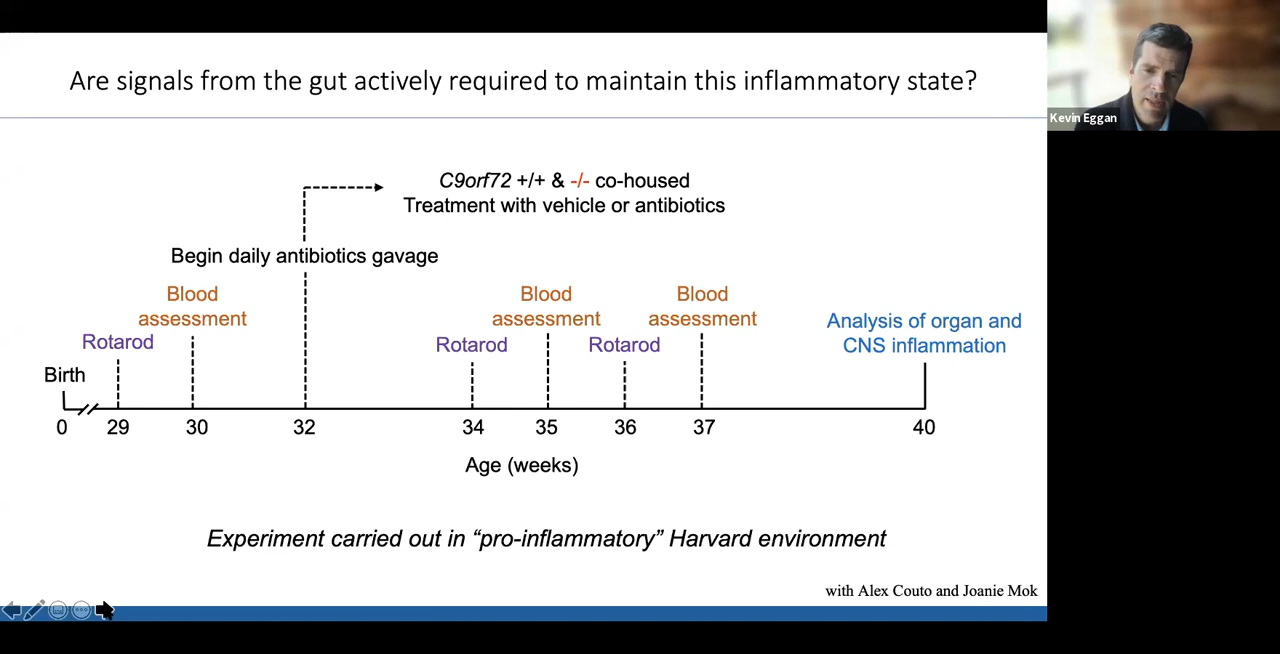 Are signals from the gut actively required to maintain this inflammatory state?
Kevin Eggan
C9orf72 +/+ & -/- co-housed
Treatment with vehicle or antibiotics
Begin daily antibiotics gavage
Blood
assessment
Rotarod
Birth
Blood
assessment
Rotarod
Blood
assessment
Rotarod
Analysis of organ and
CNS inflammation
0 29 30 32 34 35 36 37 40
Age (weeks)
Experiment carried out in “pro-inflammatory” Harvard environment
with Alex Couto and Joanie Mok